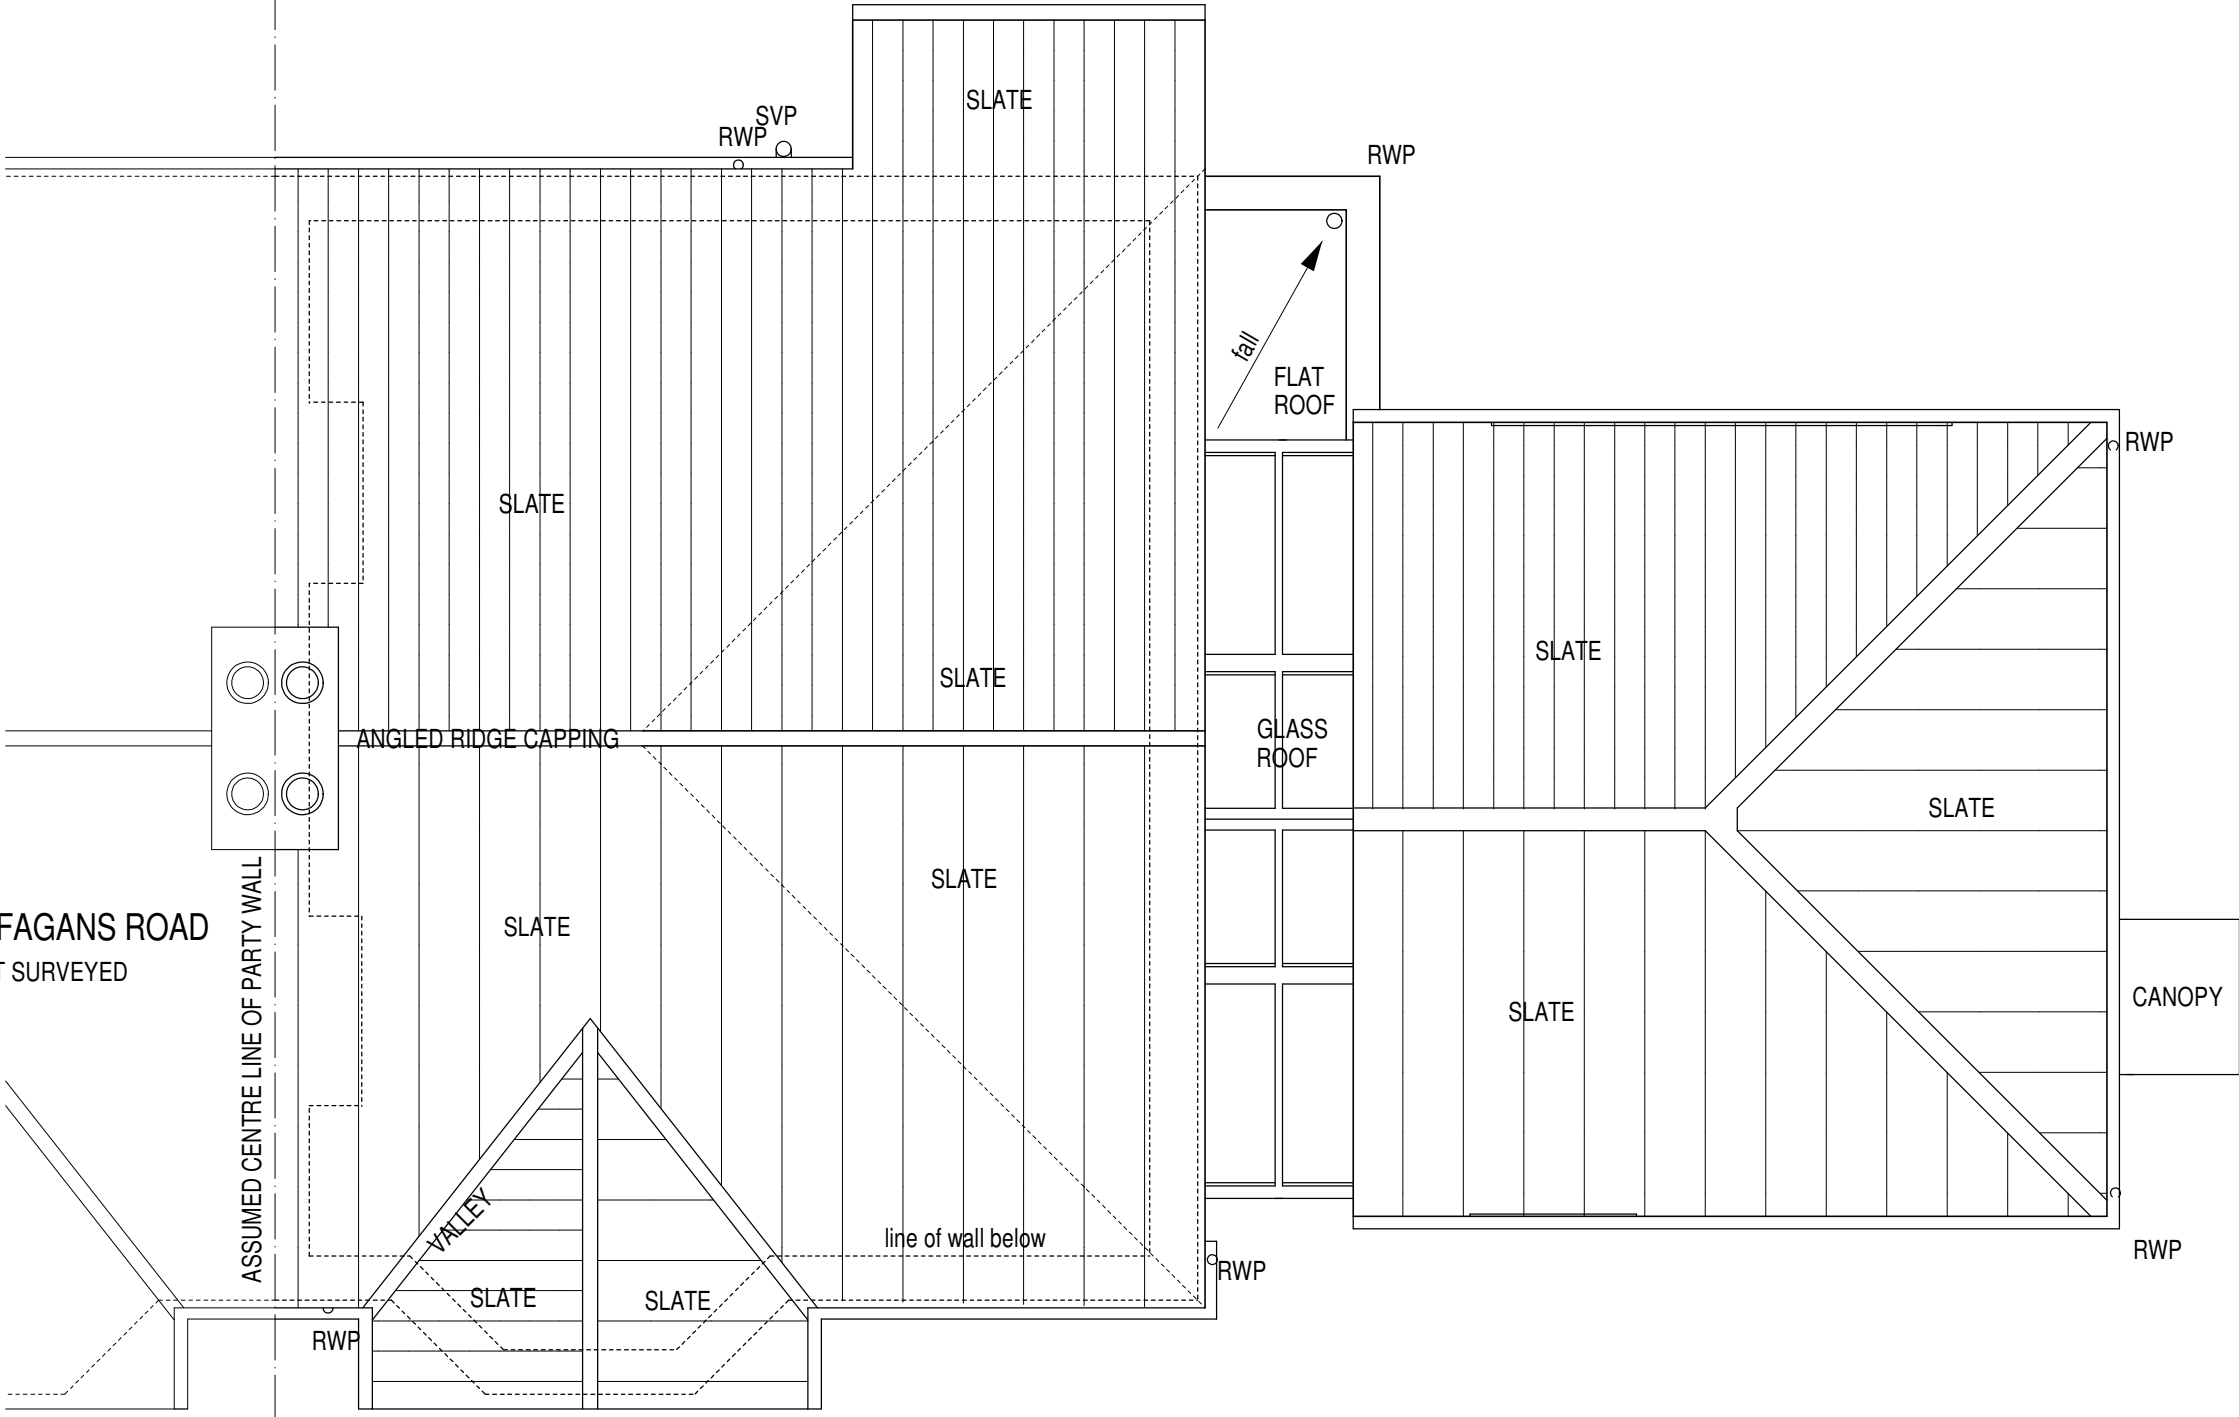 SLATE
SVP
RWP
RWP
fall
FLAT
ROOF
RWP
SLATE
SLATE
SLATE
ANGLED RIDGE CAPPING
GLASS
ROOF
SLATE
SLATE
FAGANS ROAD
T SURVEYED
ASSUMED CENTRE LINE OF PARTY WALL
SLATE
SLATE
CANOPY
VALLEY
line of wall below
RWP
RWP
SLATE
SLATE
RWP